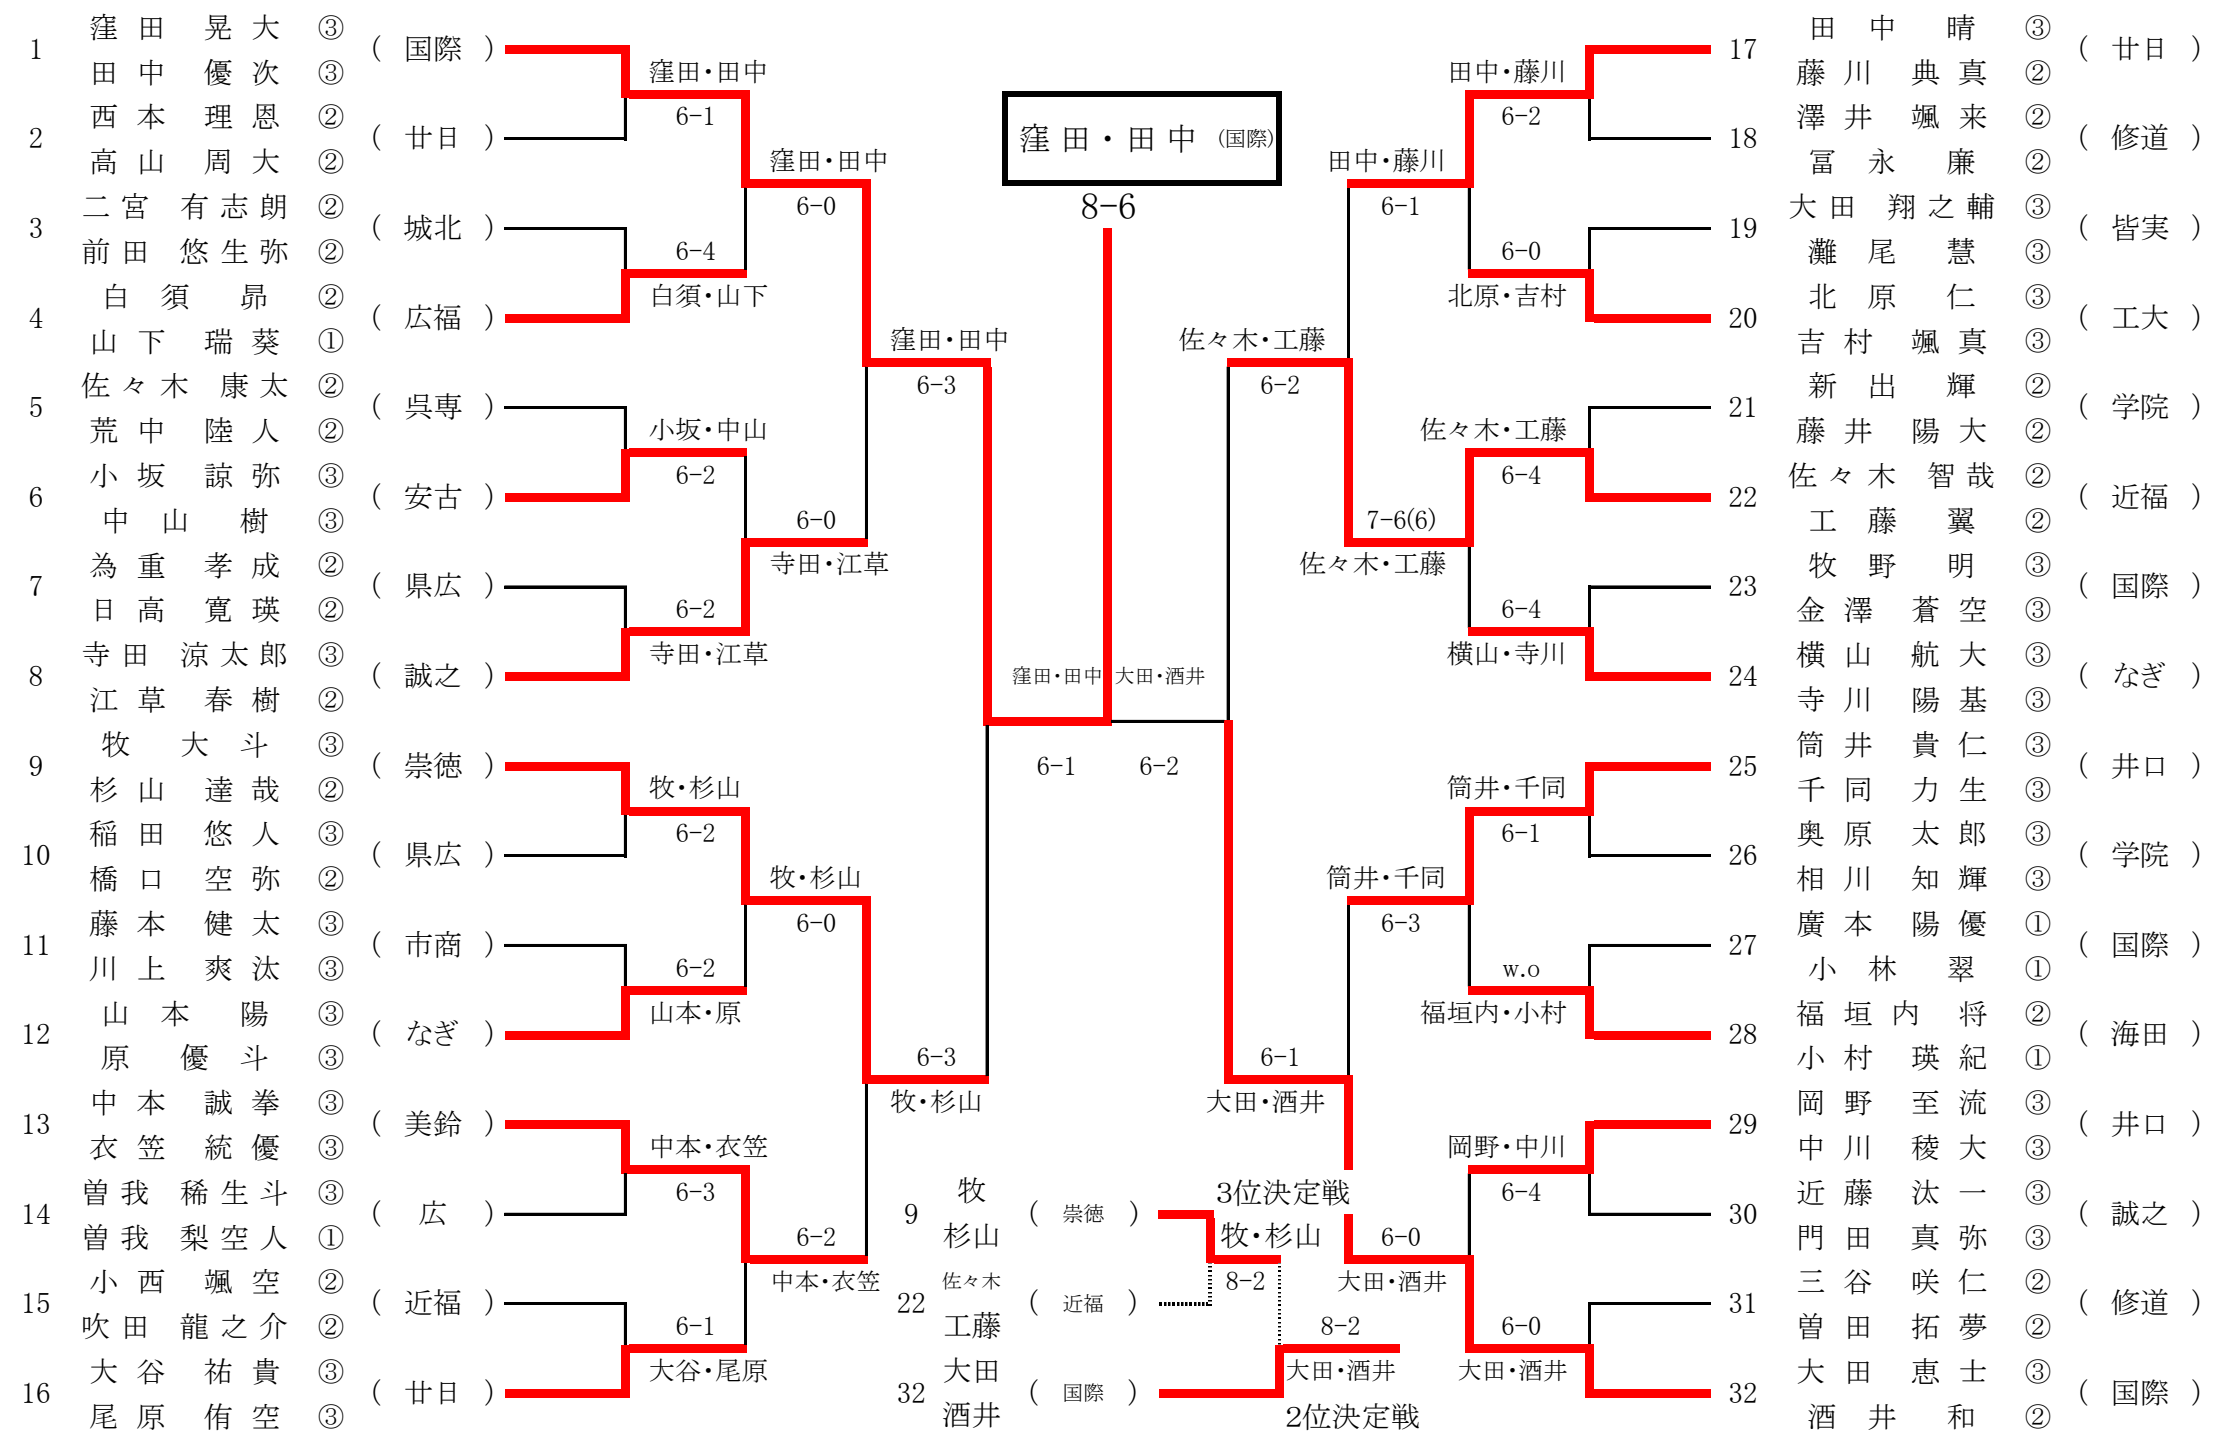 1 窪田 晃大 ③ ( 国際 )
田中 優次 ③
2 西本 理恩 ② ( 廿日 )
高山 周大 ②
3 二宮 有志朗 ② ( 城北 )
前田 悠生弥 ②
4 白須 昴 ② ( 広福 )
山下 瑞葵 ①
5 佐々木 康太 ② ( 呉専 )
荒中 陸人 ②
6 小坂 諒弥 ③ ( 安古 )
中山 樹 ③
7 為重 孝成 ② ( 県広 )
日高 寛瑛 ②
8 寺田 涼太郎 ③ ( 誠之 )
江草 春樹 ②
9 牧 大斗 ③ ( 崇徳 )
杉山 達哉 ②
10 稲田 悠人 ③ ( 県広 )
橋口 空弥 ②
11 藤本 健太 ③ ( 市商 )
川上 爽汰 ③
12 山本 陽 ③ ( なぎ )
原 優斗 ③
13 中本 誠拳 ③ ( 美鈴 )
衣笠 統優 ③
14 曽我 稀生斗 ③ ( 広 )
曽我 梨空人 ①
15 小西 颯空 ② ( 近福 )
吹田 龍之介 ②
16 大谷 祐貴 ③ ( 廿日 )
尾原 侑空 ③
窪田・田中
6-1
6-4
白須・山下
小坂・中山
6-2
6-2
寺田・江草
牧・杉山
6-2
6-2
山本・原
中本・衣笠
6-3
6-1
大谷・尾原
窪田・田中
6-0
6-0
寺田・江草
牧・杉山
6-0
6-2
中本・衣笠
窪田・田中
6-3
6-3
牧・杉山
窪田・田中 (国際)
8-6
窪田・田中 大田・酒井
6-1 6-2
佐々木・工藤
6-2
6-1
大田・酒井
田中・藤川
6-1
7-6(6)
佐々木・工藤
筒井・千同
6-3
6-0
大田・酒井
田中・藤川
6-2
6-0
北原・吉村
佐々木・工藤
6-4
6-4
横山・寺川
筒井・千同
6-1
w.o
福垣内・小村
岡野・中川
6-4
6-0
大田・酒井
17 田中 晴 ③ ( 廿日 )
藤川 典真 ②
18 澤井 颯来 ② ( 修道 )
冨永 廉 ②
19 大田 翔之輔 ③ ( 皆実 )
灘尾 慧 ③
20 北原 仁 ③ ( 工大 )
吉村 颯真 ③
21 新出 輝 ② ( 学院 )
藤井 陽大 ②
22 佐々木 智哉 ② ( 近福 )
工藤 翼 ②
23 牧野 明 ③ ( 国際 )
金澤 蒼空 ③
24 横山 航大 ③ ( なぎ )
寺川 陽基 ③
25 筒井 貴仁 ③ ( 井口 )
千同 力生 ③
26 奥原 太郎 ③ ( 学院 )
相川 知輝 ③
27 廣本 陽優 ① ( 国際 )
小林 翠 ①
28 福垣内 将 ② ( 海田 )
小村 瑛紀 ①
29 岡野 至流 ③ ( 井口 )
中川 稜大 ③
30 近藤 汰一 ③ ( 誠之 )
門田 真弥 ③
31 三谷 咲仁 ② ( 修道 )
曽田 拓夢 ②
32 大田 恵士 ③ ( 国際 )
酒井 和 ②
3位決定戦
9 牧 杉山 ( 崇徳 )
22 佐々木 工藤 ( 近福 )
32 大田 酒井 ( 国際 )
牧・杉山
8-2
8-2
大田・酒井
2位決定戦